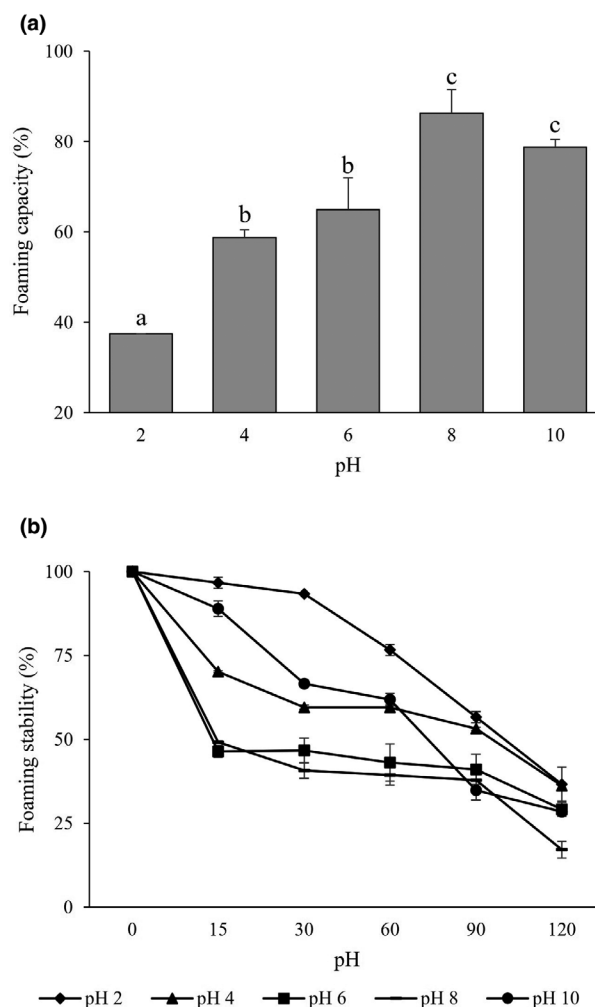 (a)
Foaming capacity (%)
100
80
60
40
20
a
b
b
c
c
2 4 6 8 10
pH
(b)
Foaming stability (%)
100
75
50
25
0
0 15 30 60 90 120
pH
pH 2 pH 4 pH 6 pH 8 pH 10